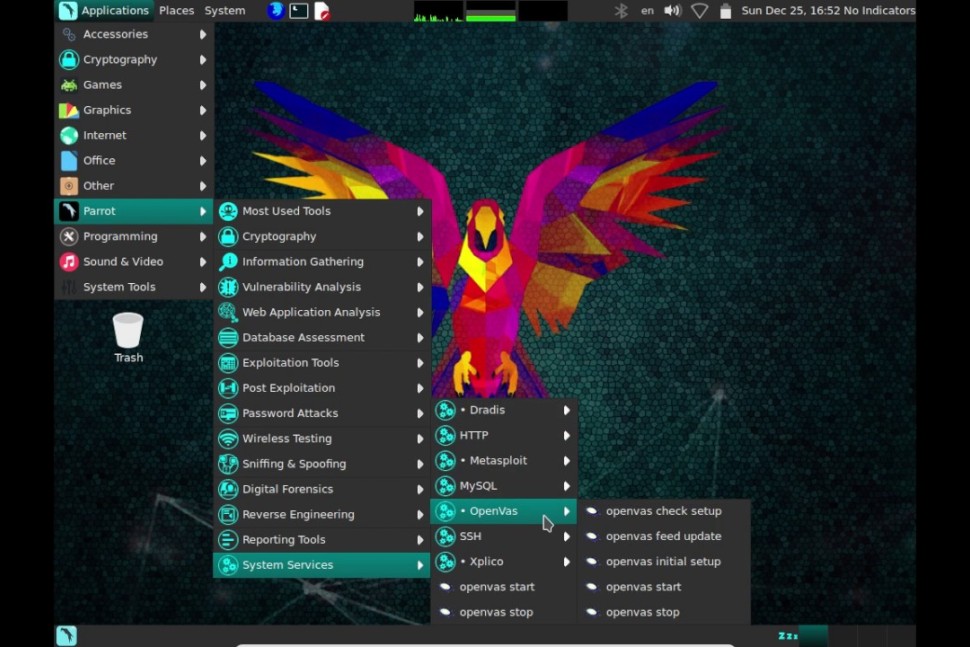 Applications Places System
en
Sun Dec 25, 16:52 No Indicators
Accessories
Cryptography
Games
Graphics
Internet
Office
Other
Parrot
Programming
Sound & Video
System Tools
Trash
Most Used Tools
Cryptography
Information Gathering
Vulnerability Analysis
Web Application Analysis
Database Assessment
Exploitation Tools
Post Exploitation
Password Attacks
Wireless Testing
Sniffing & Spoofing
Digital Forensics
Reverse Engineering
Reporting Tools
System Services
• Dradis
HTTP
• Metasploit
MySQL
• OpenVas
SSH
• Xplico
openvas start
openvas stop
openvas check setup
openvas feed update
openvas initial setup
openvas start
openvas stop
zzz